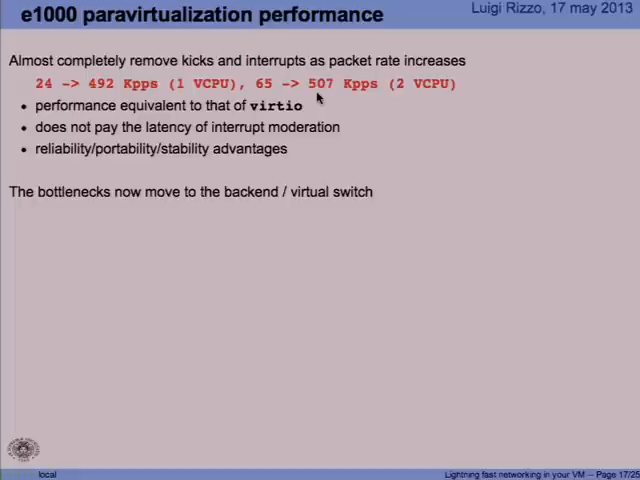 e1000 paravirtualization performance
Luigi Rizzo, 17 may 2013
Almost completely remove kicks and interrupts as packet rate increases
24 -> 492 Kpps (1 VCPU), 65 -> 507 Kpps (2 VCPU)
• performance equivalent to that of virtio
• does not pay the latency of interrupt moderation
• reliability/portability/stability advantages
The bottlenecks now move to the backend / virtual switch
local
Lightning fast networking in your VM -- Page 17/25